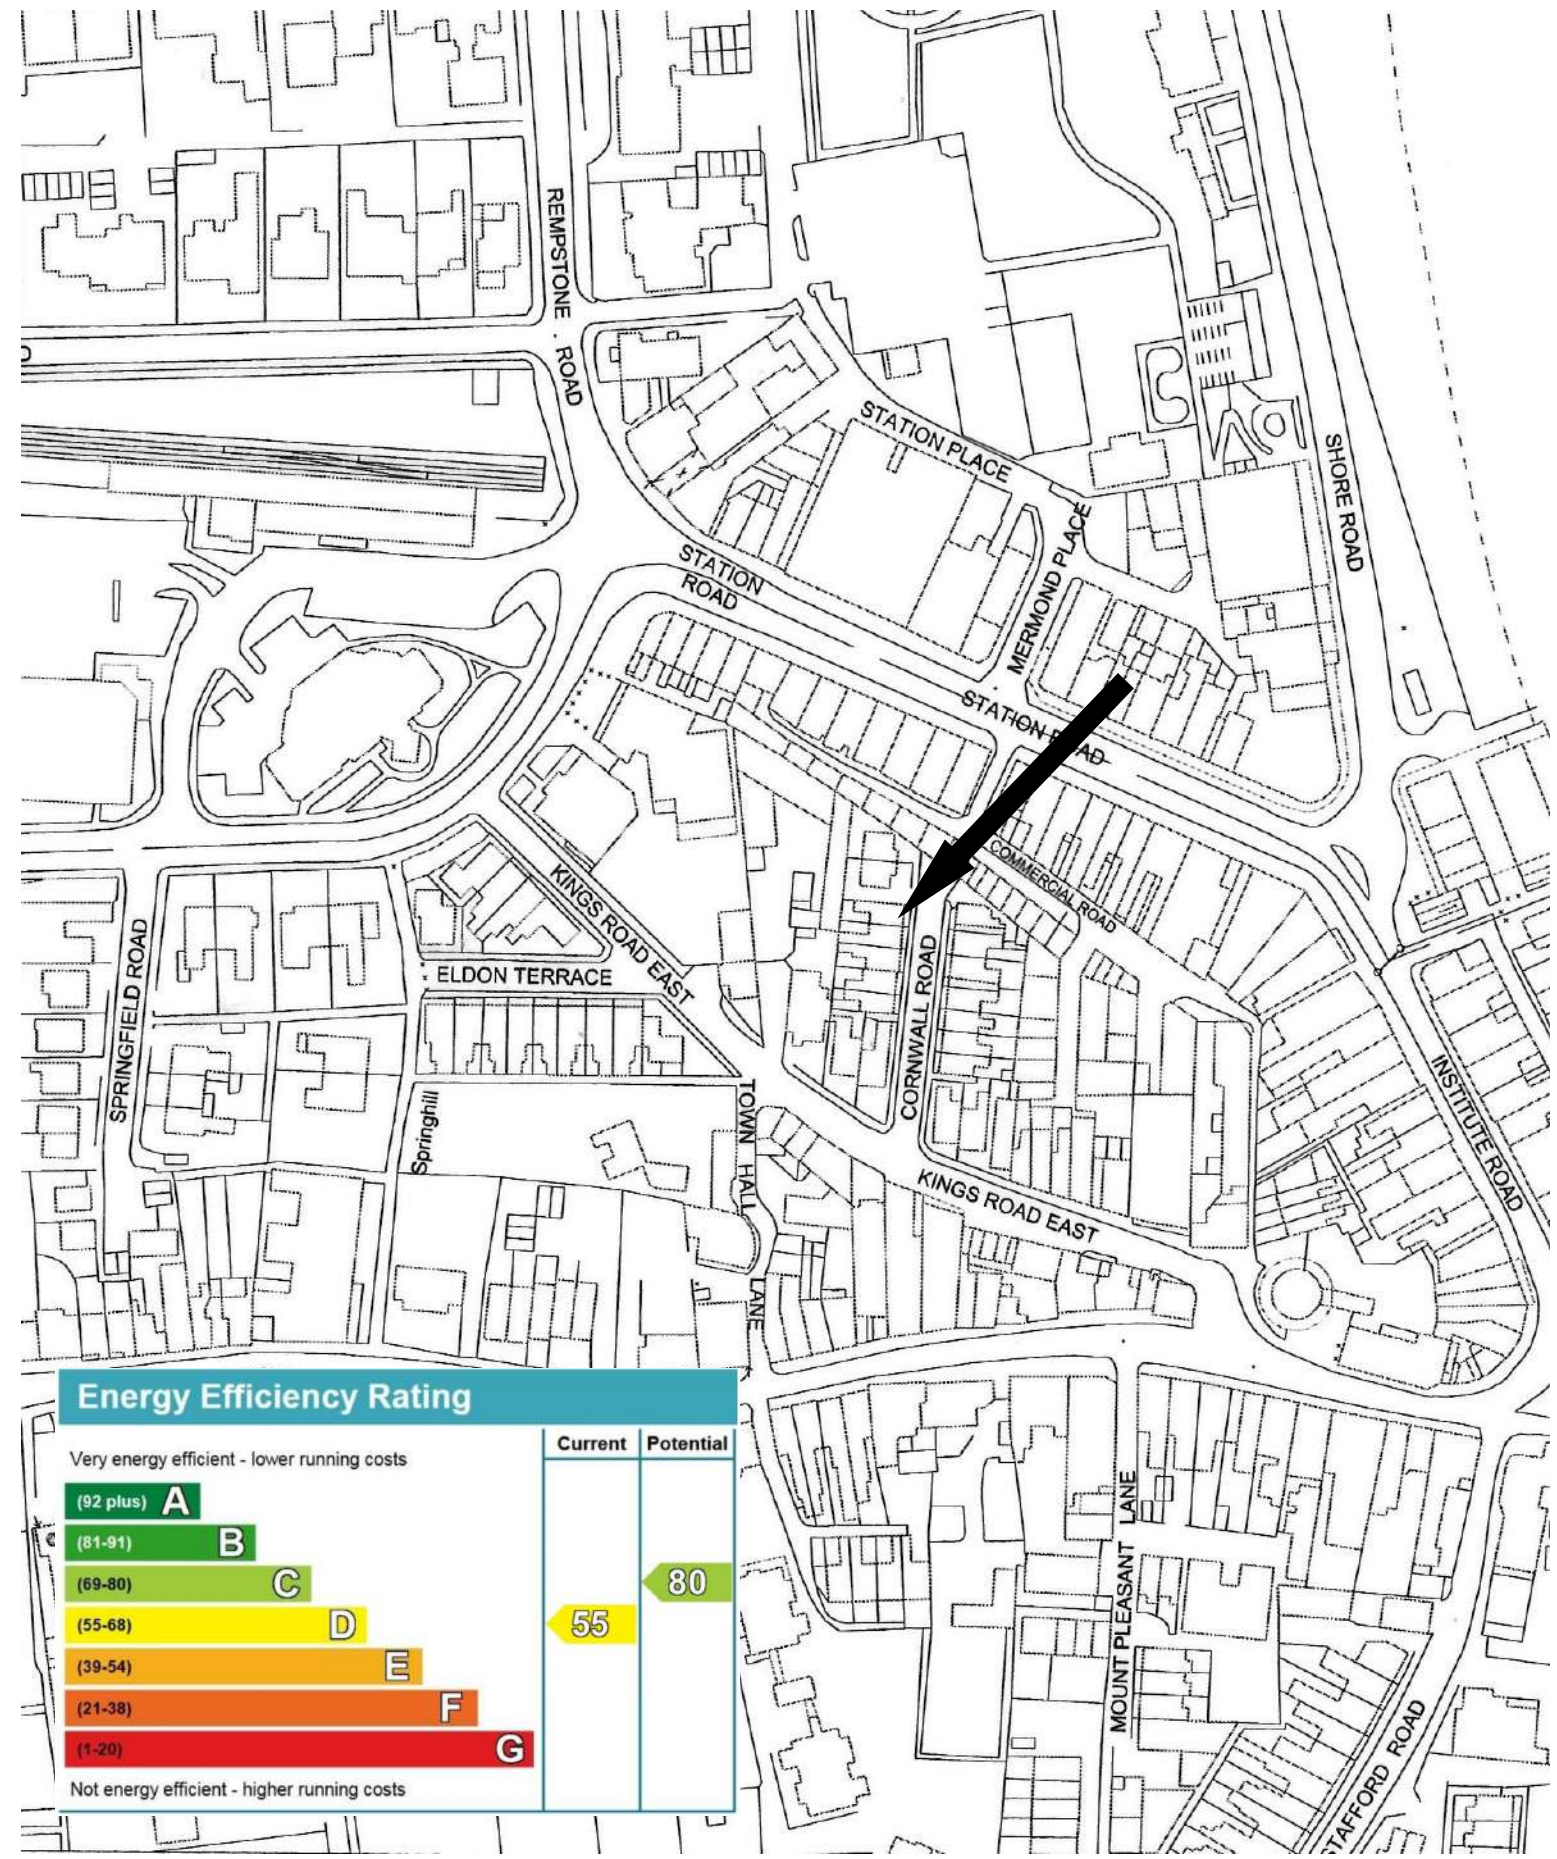 REMPSTONE ROAD
STATION PLACE
SHORE ROAD
MERMOND PLACE
STATION
ROAD
STATION ROAD
COMMERCIAL ROAD
KINGS ROAD EAST
SPRINGFIELD ROAD
ELDON TERRACE
CORNWALL ROAD
INSTITUTE ROAD
Springhill
TOWN HALL LANE
KINGS ROAD EAST
MOUNT PLEASANT LANE
STAFFORD ROAD
Energy Efficiency Rating
Current Potential
Very energy efficient - lower running costs
(92 plus) A
(81-91) B
(69-80) C 80
(55-68) D 55
(39-54) E
(21-38) F
(1-20) G
Not energy efficient - higher running costs